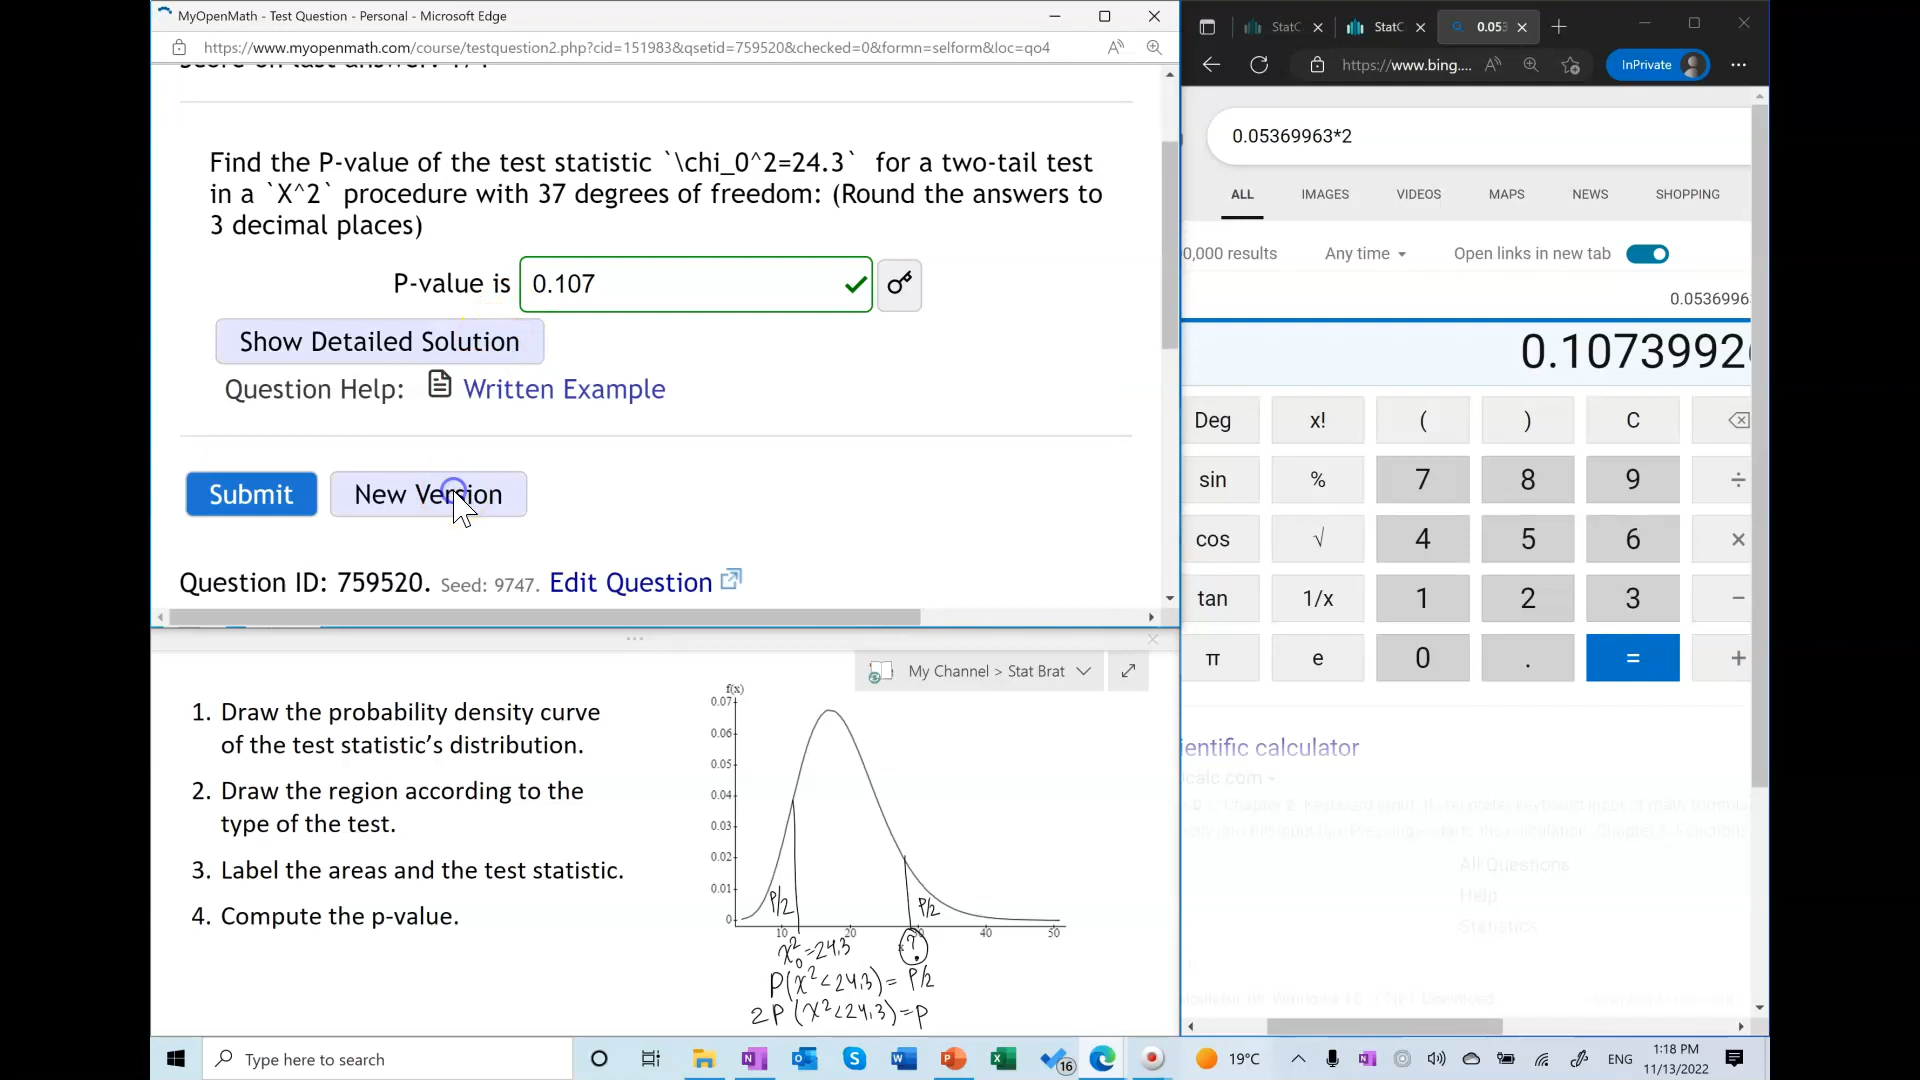 MyOpenMath - Test Question - Personal - Microsoft Edge
https://www.myopenmath.com/course/testquestion2.php?cid=151983&qsetid=759520&checked=0&formn=selform&loc=qo4
Find the P-value of the test statistic `\chi_0^2=24.3` for a two-tail test
in a `X^2` procedure with 37 degrees of freedom: (Round the answers to
3 decimal places)
P-value is 0.107
Show Detailed Solution
Question Help: Written Example
Submit New Version
Question ID: 759520. Seed: 9747. Edit Question
My Channel > Stat Brat
1. Draw the probability density curve
of the test statistic's distribution.
2. Draw the region according to the
type of the test.
3. Label the areas and the test statistic.
4. Compute the p-value.
f(x)
0.07
0.06
0.05
0.04
0.03
0.02
0.01
0
P/2 P/2
10 20 30 40 50
χ²₀=24.3 ?
P(χ²<24.3)= P/2
2P (χ²<24.3)=P
StatC StatC 0.053
https://www.bing.... InPrivate
0.05369963*2
ALL IMAGES VIDEOS MAPS NEWS SHOPPING
0,000 results Any time Open links in new tab
0.0536996
0.1073992
Deg x! ( ) C
sin % 7 8 9 ÷
cos √ 4 5 6 ×
tan 1/x 1 2 3 −
π e 0 . = +
entific calculator
calc.com
All Questions
Help
Statistics
Type here to search
16
19°C ENG 1:18 PM
11/13/2022